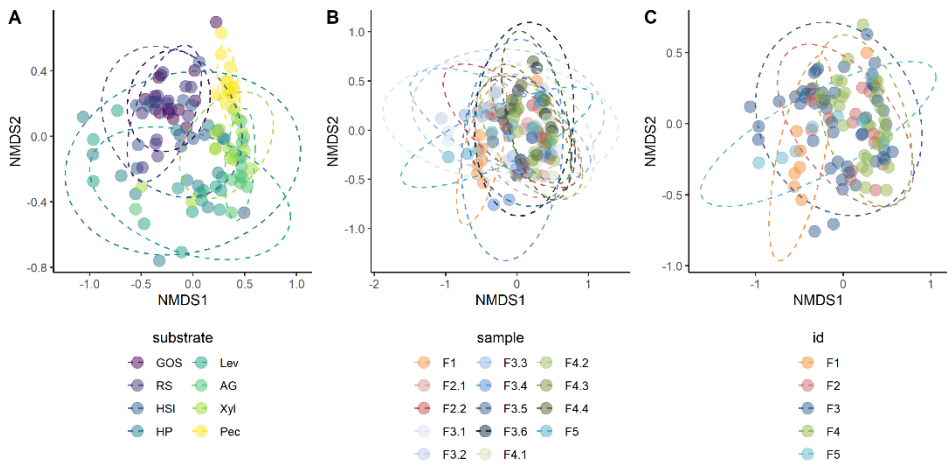 A
B
C
0.4
0.0
-0.4
-0.8
NMDS2
-1.0
-0.5
0.0
0.5
1.0
NMDS1
1.0
0.5
0.0
-0.5
-1.0
NMDS2
-2
-1
0
1
2
NMDS1
0.5
0.0
-0.5
-1.0
NMDS2
-1
0
1
NMDS1
substrate
GOS
Lev
RS
AG
HSI
Xyl
HP
Pec
sample
F1
F3.3
F4.2
F2.1
F3.4
F4.3
F2.2
F3.5
F4.4
F3.1
F3.6
F5
F3.2
F4.1
id
F1
F2
F3
F4
F5